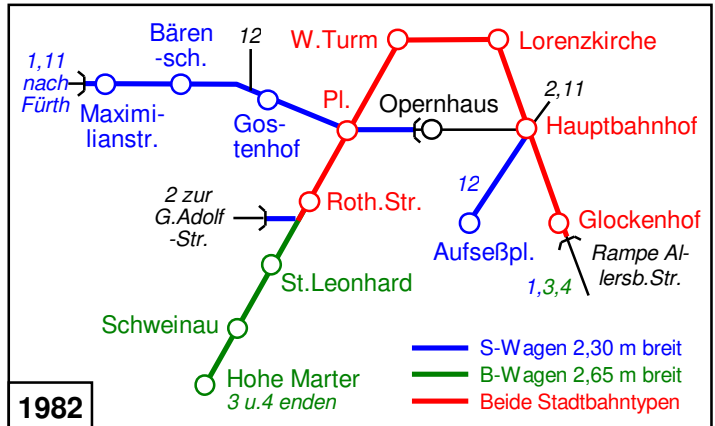 1,11
nach
Fürth
Bären
-sch.
12
W.Turm
Lorenzkirche
Maximi-
lianstr.
Gos-
tenhof
Pl.
Opernhaus
2,11
Hauptbahnhof
2 zur
G.Adolf
-Str.
Roth.Str.
12
Aufseßpl.
Glockenhof
Rampe Al-
lersb.Str.
1,3,4
St.Leonhard
Schweinau
Hohe Marter
3 u.4 enden
S-Wagen 2,30 m breit
B-Wagen 2,65 m breit
Beide Stadtbahntypen
1982